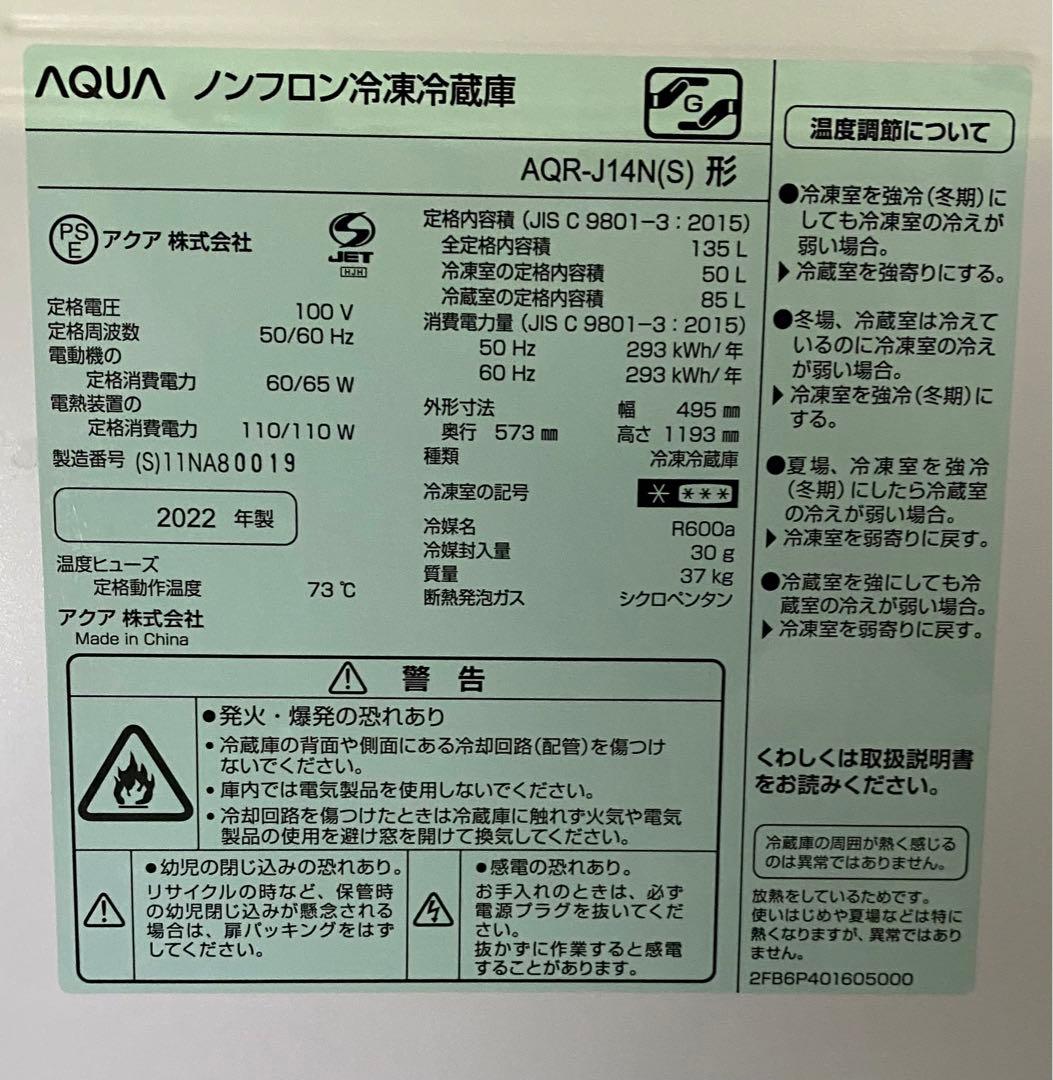 AQUA ノンフロン冷凍冷蔵庫
G
AQR-J14N(S) 形
PS
E
アクア 株式会社
JET
HJH
定格電圧 100 V
定格周波数 50/60 Hz
電動機の
定格消費電力 60/65 W
電熱装置の
定格消費電力 110/110 W
製造番号 (S)11NA80019
2022 年製
温度ヒューズ
定格動作温度 73 ℃
アクア 株式会社
Made in China
定格内容積 (JIS C 9801-3：2015)
全定格内容積 135 L
冷凍室の定格内容積 50 L
冷蔵室の定格内容積 85 L
消費電力量 (JIS C 9801-3：2015)
50 Hz 293 kWh/年
60 Hz 293 kWh/年
外形寸法 幅 495 ㎜
奥行 573 ㎜ 高さ 1193 ㎜
種類 冷凍冷蔵庫
冷凍室の記号 * ***
冷媒名 R600a
冷媒封入量 30 g
質量 37 kg
断熱発泡ガス シクロペンタン
⚠ 警 告
●発火・爆発の恐れあり
・冷蔵庫の背面や側面にある冷却回路(配管)を傷つけ
ないでください。
・庫内では電気製品を使用しないでください。
・冷却回路を傷つけたときは冷蔵庫に触れず火気や電気
製品の使用を避け窓を開けて換気してください。
●幼児の閉じ込みの恐れあり。
リサイクルの時など、保管時
の幼児閉じ込みが懸念される
場合は、扉パッキングをはず
してください。
●感電の恐れあり。
お手入れのときは、必ず
電源プラグを抜いてくだ
さい。
抜かずに作業すると感電
することがあります。
温度調節について
●冷凍室を強冷(冬期)に
しても冷凍室の冷えが
弱い場合。
▶冷蔵室を強寄りにする。
●冬場、冷蔵室は冷えて
いるのに冷凍室の冷え
が弱い場合。
▶冷凍室を強冷(冬期)に
する。
●夏場、冷凍室を強冷
(冬期)にしたら冷蔵室
の冷えが弱い場合。
▶冷凍室を弱寄りに戻す。
●冷蔵室を強にしても冷
蔵室の冷えが弱い場合。
▶冷凍室を弱寄りに戻す。
くわしくは取扱説明書
をお読みください。
冷蔵庫の周囲が熱く感じる
のは異常ではありません。
放熱をしているためです。
使いはじめや夏場などは特に
熱くなりますが、異常ではあり
ません。
2FB6P401605000